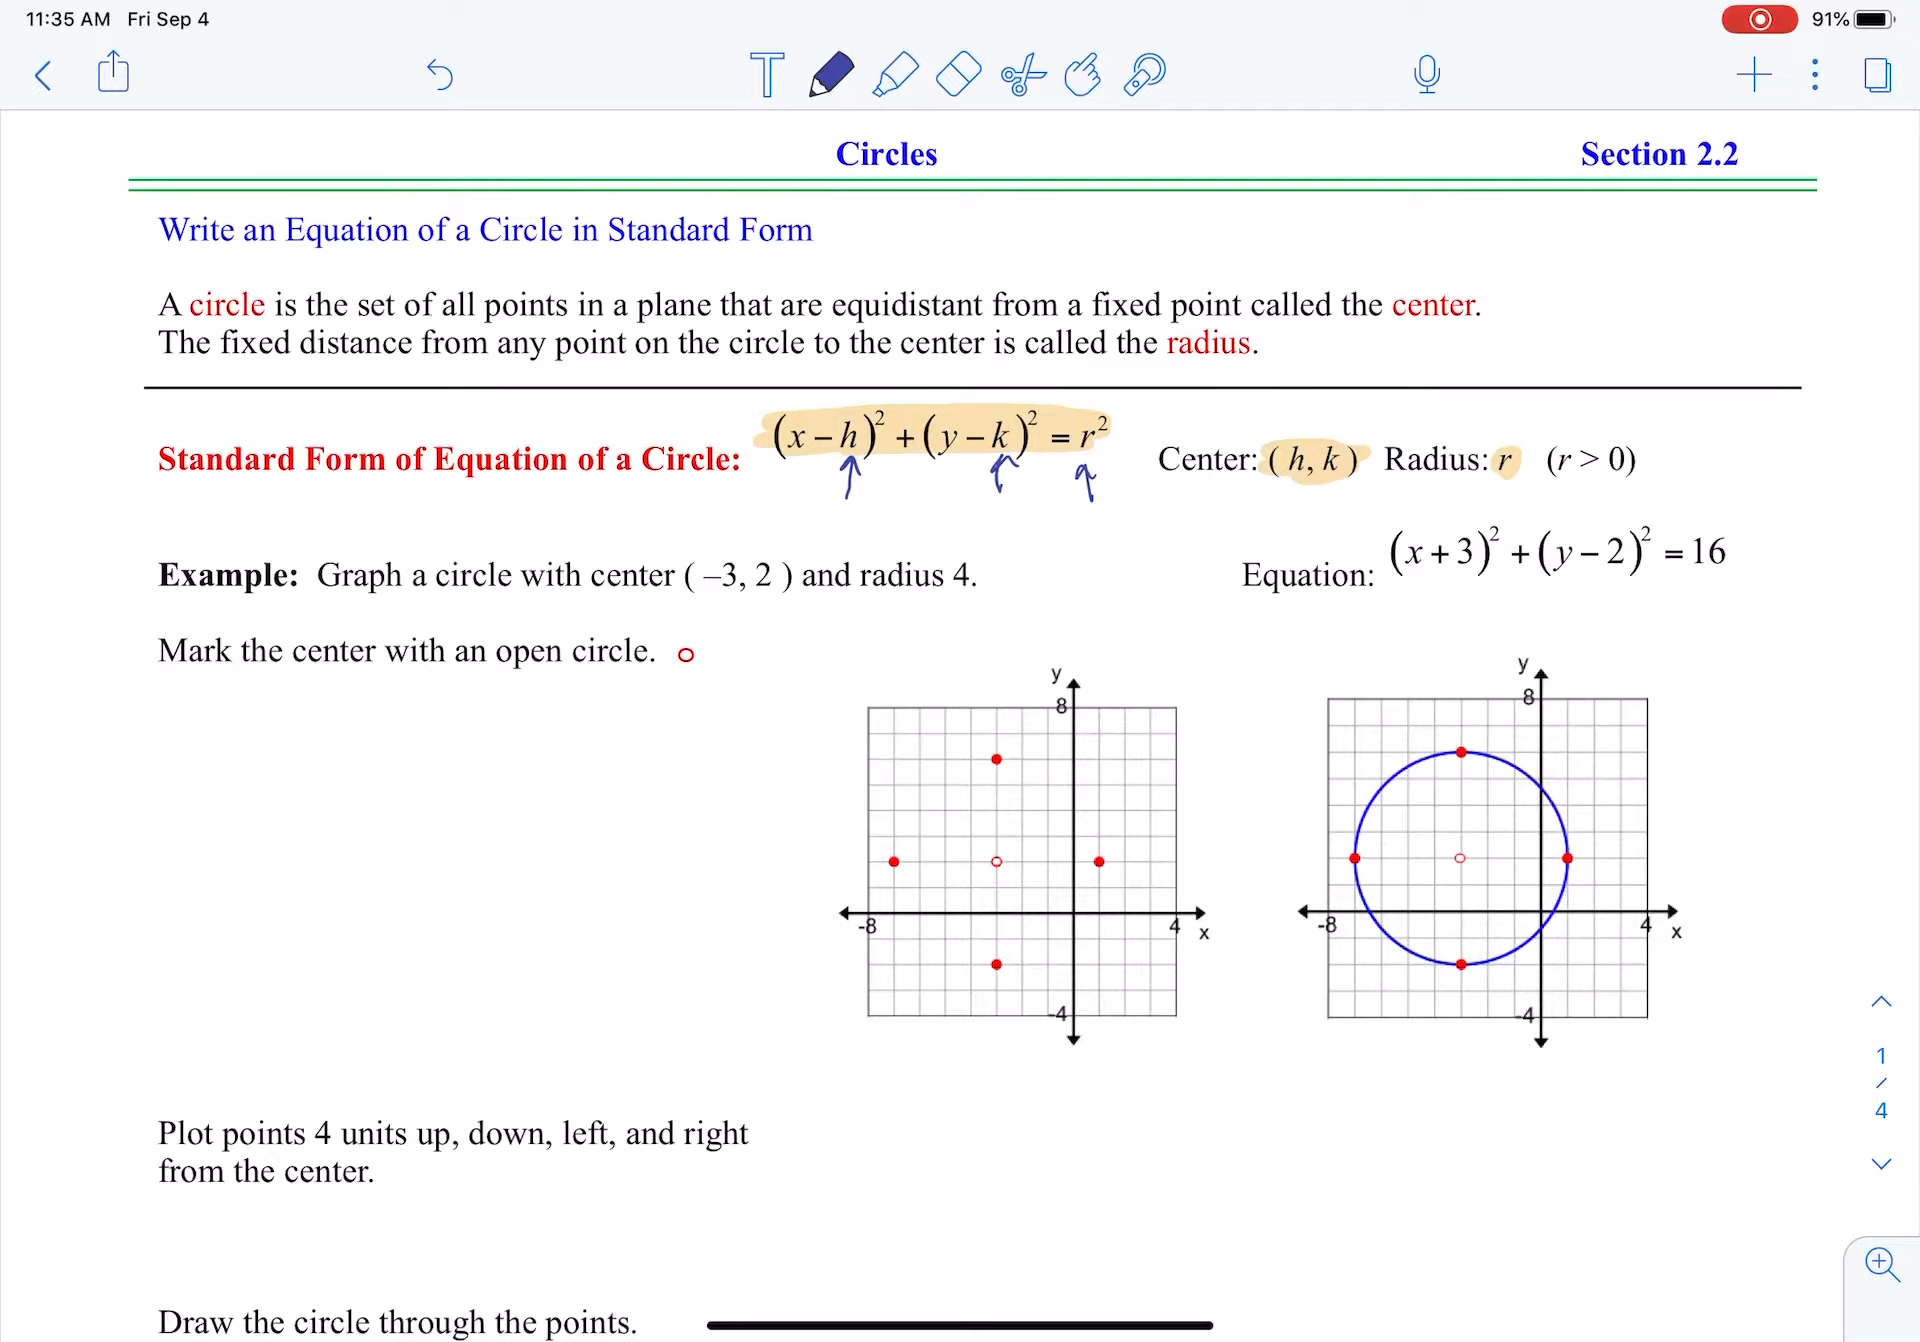 11:35 AM Fri Sep 4
91%
Circles
Section 2.2
Write an Equation of a Circle in Standard Form
A circle is the set of all points in a plane that are equidistant from a fixed point called the center.
The fixed distance from any point on the circle to the center is called the radius.
Standard Form of Equation of a Circle: (x – h)² + (y – k)² = r² Center: ( h, k ) Radius: r (r > 0)
Example: Graph a circle with center ( –3, 2 ) and radius 4. Equation: (x + 3)² + (y – 2)² = 16
Mark the center with an open circle.
y
8
-8
4
x
-4
y
8
-8
4
x
-4
1
/
4
Plot points 4 units up, down, left, and right
from the center.
Draw the circle through the points.